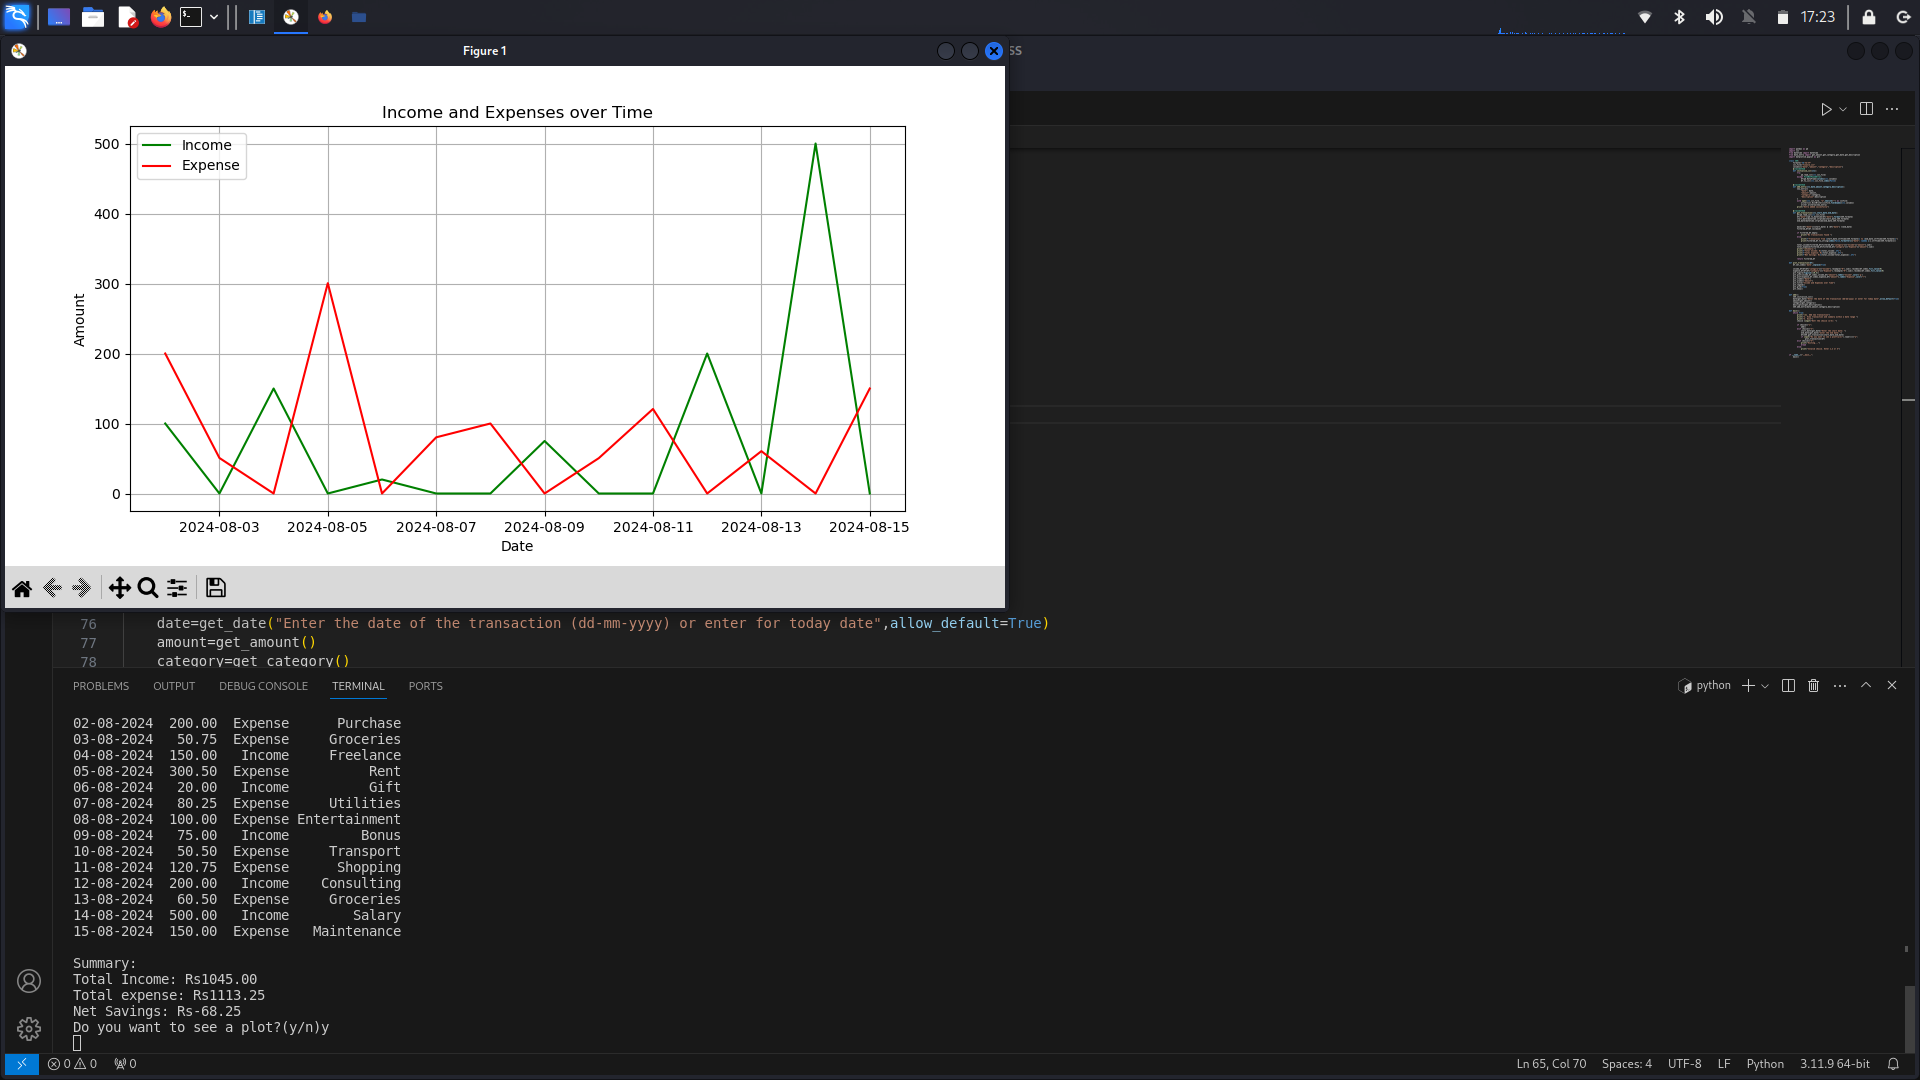 17:23
Figure 1
SS
Income and Expenses over Time
Income
Expense
500
400
300
200
100
0
Amount
2024-08-03 2024-08-05 2024-08-07 2024-08-09 2024-08-11 2024-08-13 2024-08-15
Date
76 date=get_date("Enter the date of the transaction (dd-mm-yyyy) or enter for today date",allow_default=True)
77 amount=get_amount()
78 category=get_category()
PROBLEMS OUTPUT DEBUG CONSOLE TERMINAL PORTS
python
02-08-2024 200.00 Expense Purchase
03-08-2024 50.75 Expense Groceries
04-08-2024 150.00 Income Freelance
05-08-2024 300.50 Expense Rent
06-08-2024 20.00 Income Gift
07-08-2024 80.25 Expense Utilities
08-08-2024 100.00 Expense Entertainment
09-08-2024 75.00 Income Bonus
10-08-2024 50.50 Expense Transport
11-08-2024 120.75 Expense Shopping
12-08-2024 200.00 Income Consulting
13-08-2024 60.50 Expense Groceries
14-08-2024 500.00 Income Salary
15-08-2024 150.00 Expense Maintenance
Summary:
Total Income: Rs1045.00
Total expense: Rs1113.25
Net Savings: Rs-68.25
Do you want to see a plot?(y/n)y
0 0 0
Ln 65, Col 70 Spaces: 4 UTF-8 LF Python 3.11.9 64-bit